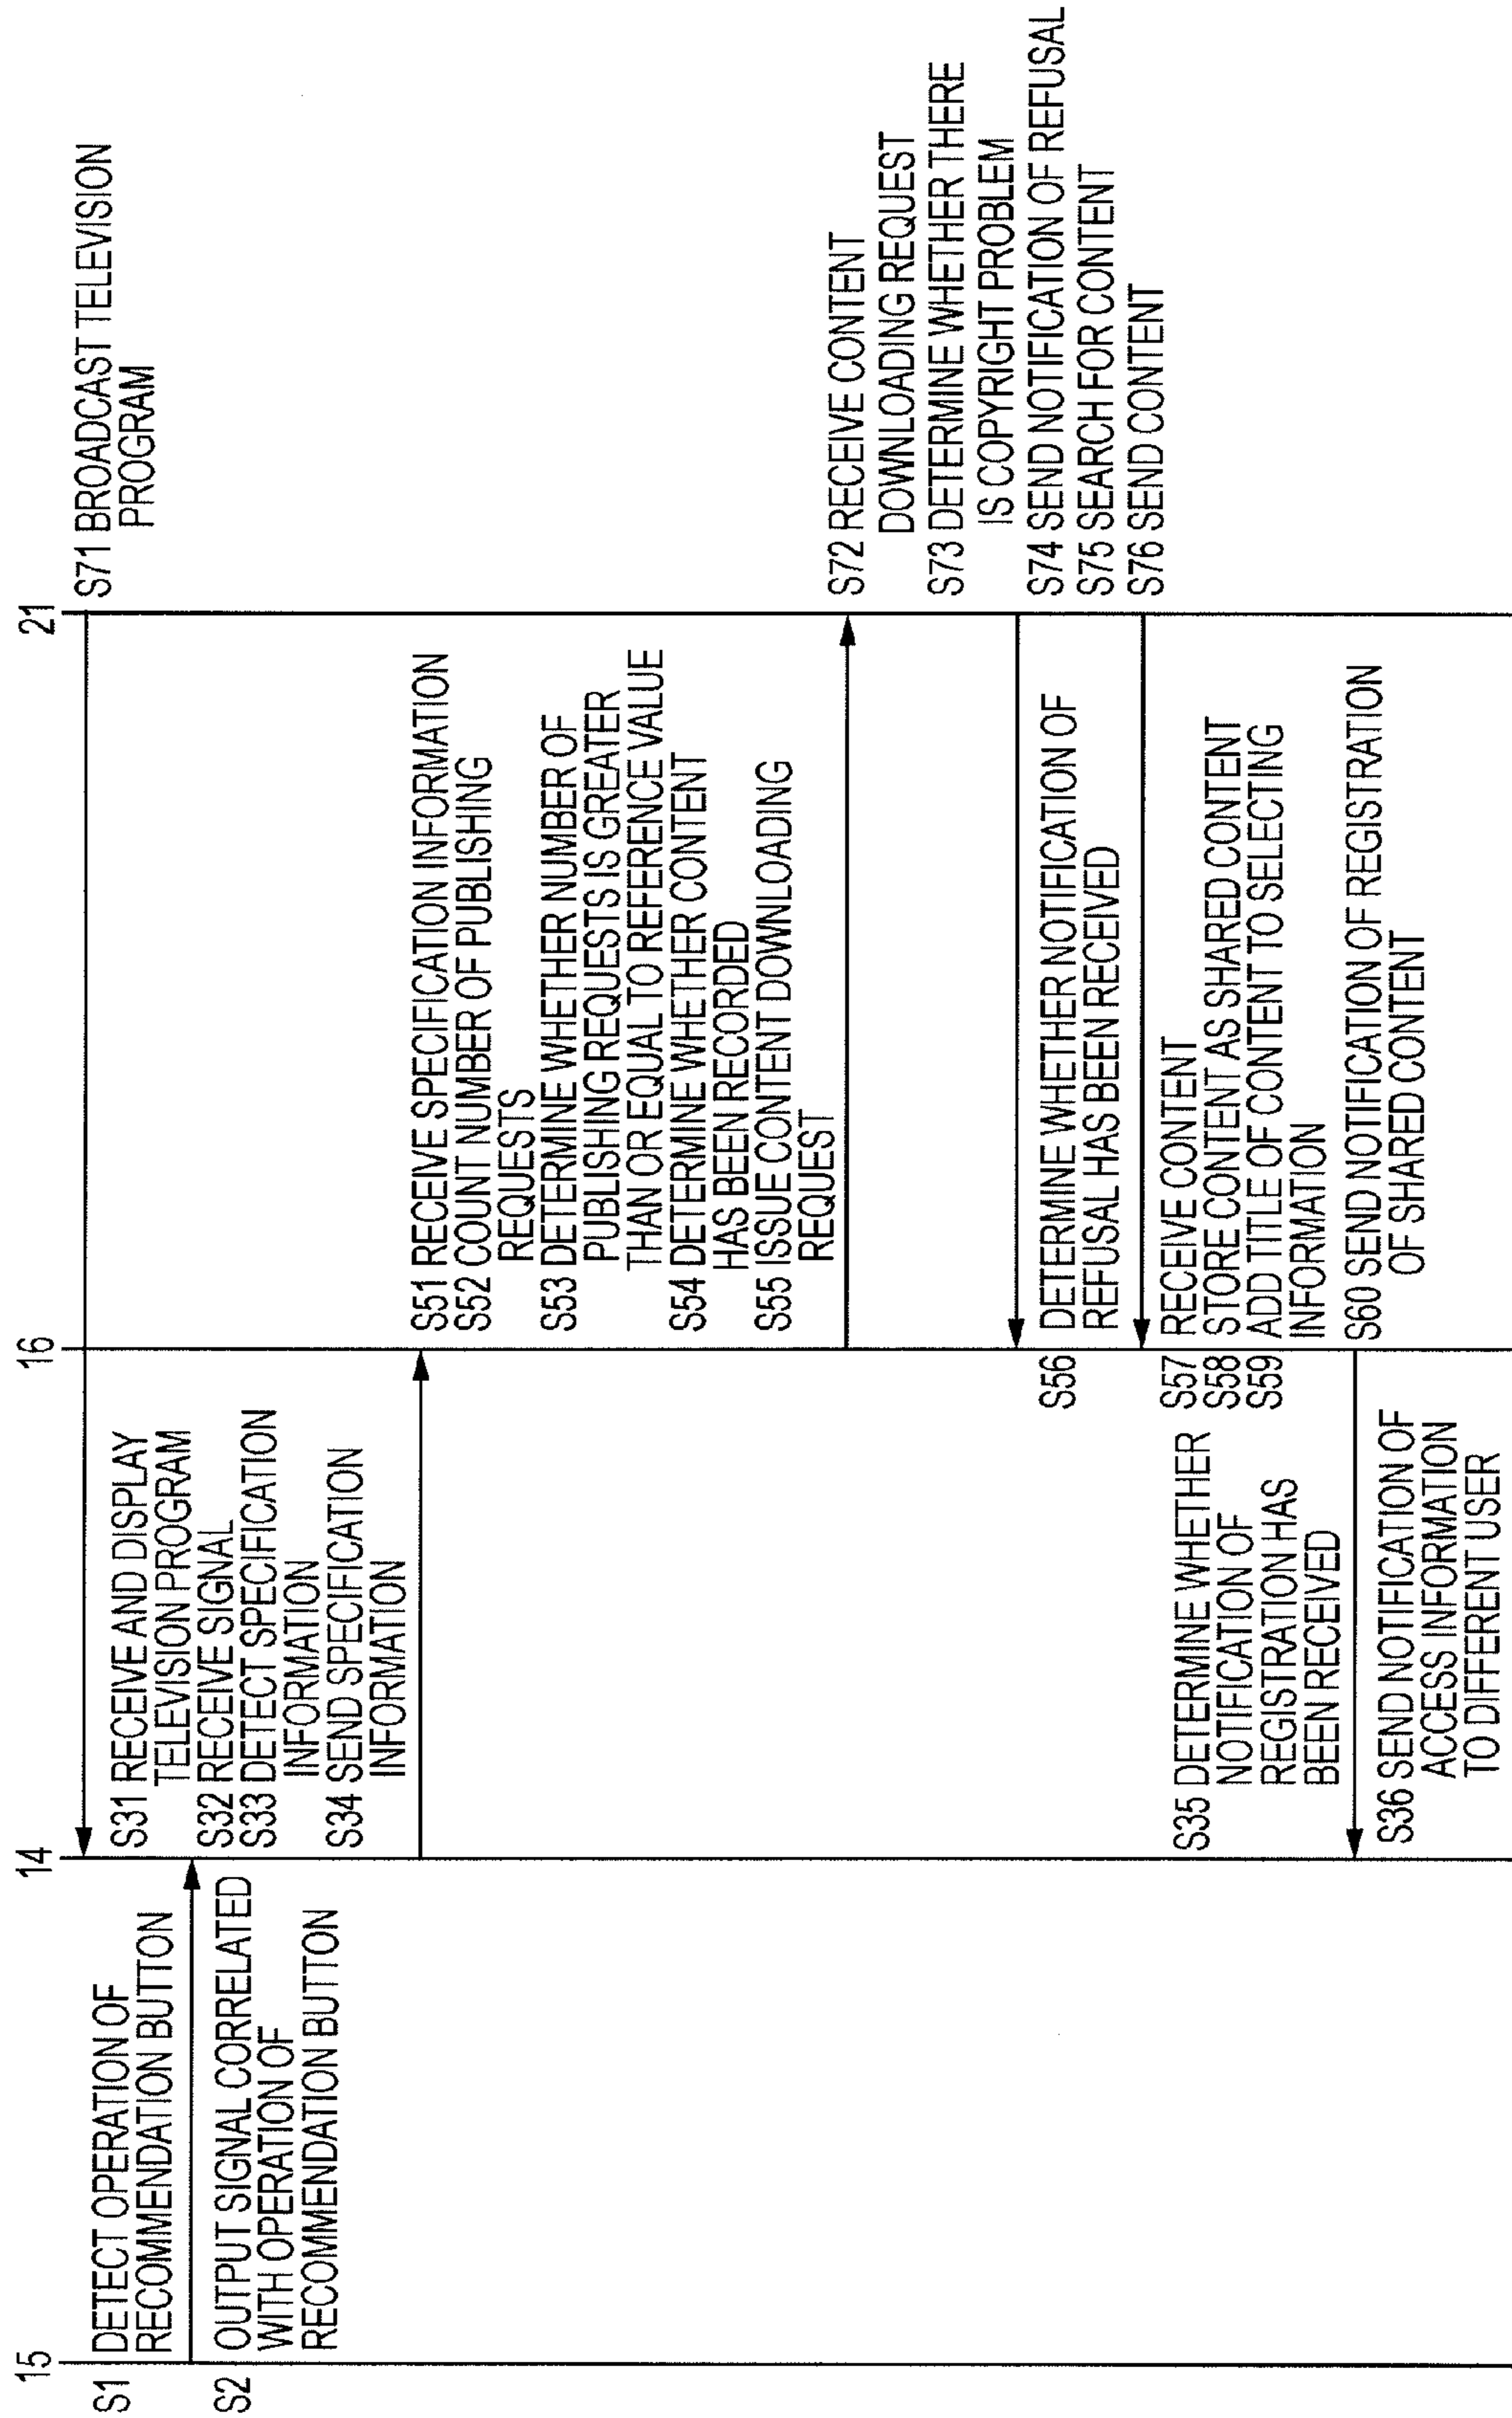 15
14
16
21
S1 DETECT OPERATION OF
RECOMMENDATION BUTTON
S2 OUTPUT SIGNAL CORRELATED
WITH OPERATION OF
RECOMMENDATION BUTTON
S31 RECEIVE AND DISPLAY
TELEVISION PROGRAM
S32 RECEIVE SIGNAL
S33 DETECT SPECIFICATION
INFORMATION
S34 SEND SPECIFICATION
INFORMATION
S35 DETERMINE WHETHER
NOTIFICATION OF
REGISTRATION HAS
BEEN RECEIVED
S36 SEND NOTIFICATION OF
ACCESS INFORMATION
TO DIFFERENT USER
S51 RECEIVE SPECIFICATION INFORMATION
S52 COUNT NUMBER OF PUBLISHING
REQUESTS
S53 DETERMINE WHETHER NUMBER OF
PUBLISHING REQUESTS IS GREATER
THAN OR EQUAL TO REFERENCE VALUE
S54 DETERMINE WHETHER CONTENT
HAS BEEN RECORDED
S55 ISSUE CONTENT DOWNLOADING
REQUEST
S56 DETERMINE WHETHER NOTIFICATION OF
REFUSAL HAS BEEN RECEIVED
S57 RECEIVE CONTENT
S58 STORE CONTENT AS SHARED CONTENT
S59 ADD TITLE OF CONTENT TO SELECTING
INFORMATION
S60 SEND NOTIFICATION OF REGISTRATION
OF SHARED CONTENT
S71 BROADCAST TELEVISION
PROGRAM
S72 RECEIVE CONTENT
DOWNLOADING REQUEST
S73 DETERMINE WHETHER THERE
IS COPYRIGHT PROBLEM
S74 SEND NOTIFICATION OF REFUSAL
S75 SEARCH FOR CONTENT
S76 SEND CONTENT